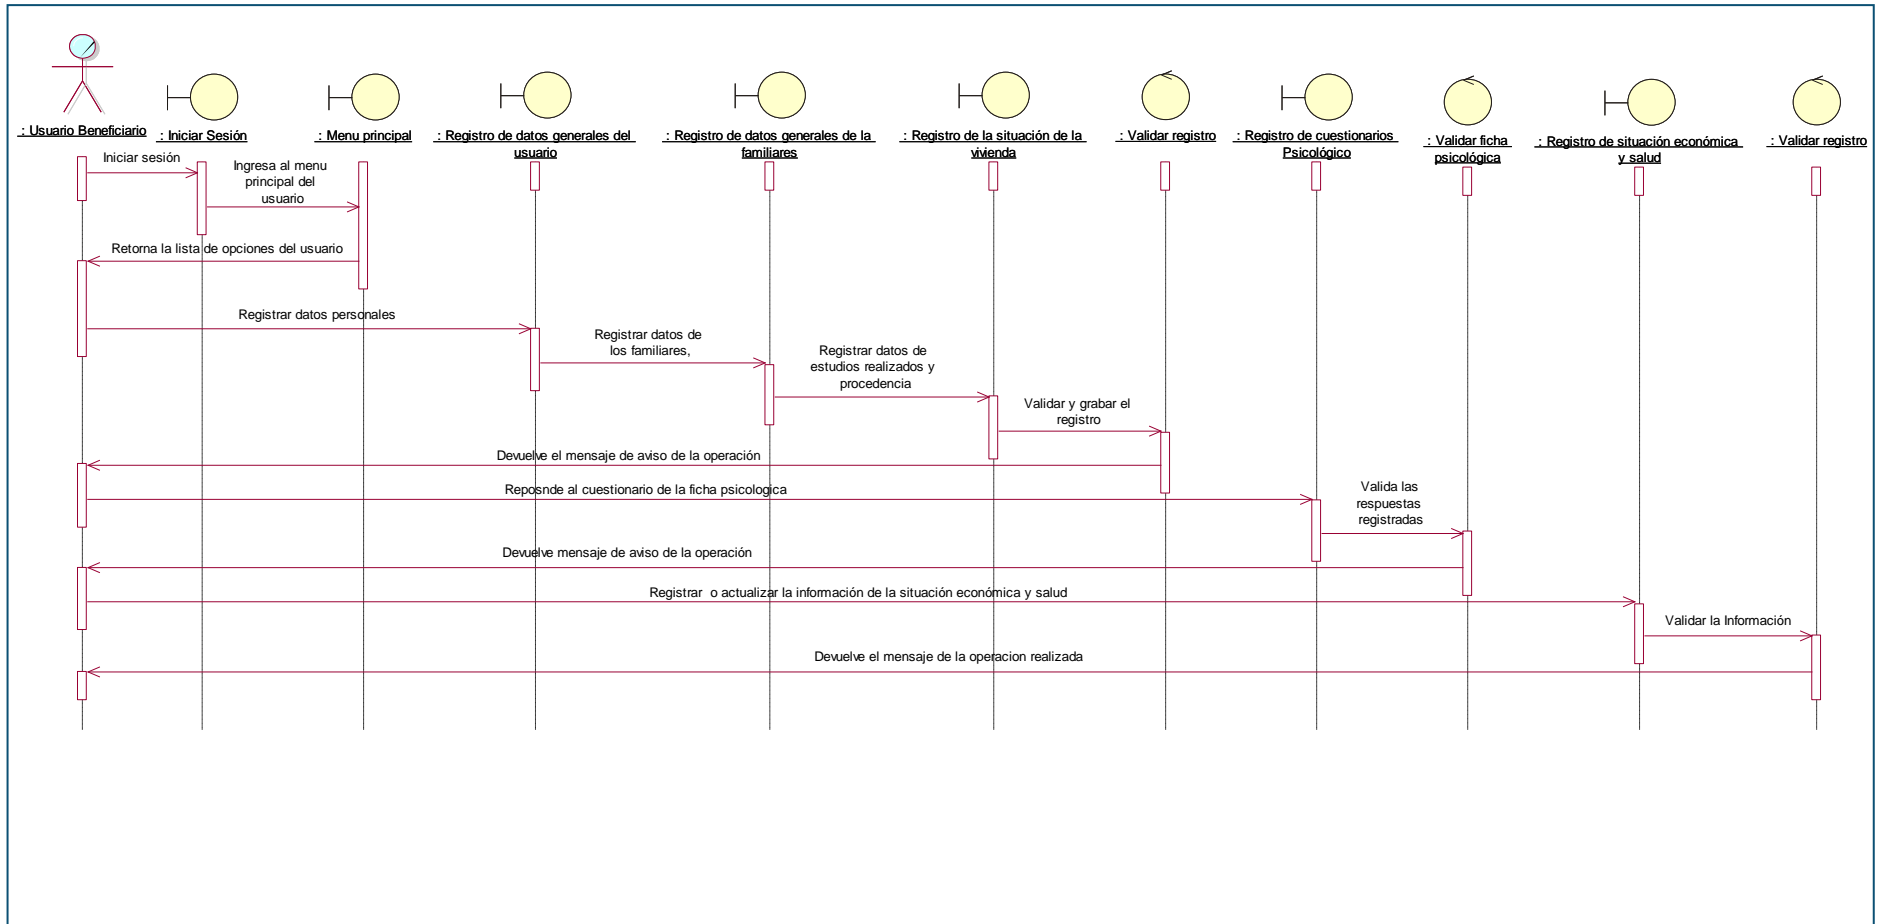 : Usuario Beneficiario
: Iniciar Sesión
: Menu principal
: Registro de datos generales del
usuario
: Registro de datos generales de la
familiares
: Registro de la situación de la
vivienda
: Validar registro
: Registro de cuestionarios
Psicológico
: Validar ficha
psicológica
: Registro de situación económica
y salud
: Validar registro
Iniciar sesión
Ingresa al menu
principal del
usuario
Retorna la lista de opciones del usuario
Registrar datos personales
Registrar datos de
los familiares,
Registrar datos de
estudios realizados y
procedencia
Validar y grabar el
registro
Devuelve el mensaje de aviso de la operación
Reposnde al cuestionario de la ficha psicologica
Valida las
respuestas
registradas
Devuelve mensaje de aviso de la operación
Registrar  o actualizar la información de la situación económica y salud
Validar la Información
Devuelve el mensaje de la operacion realizada